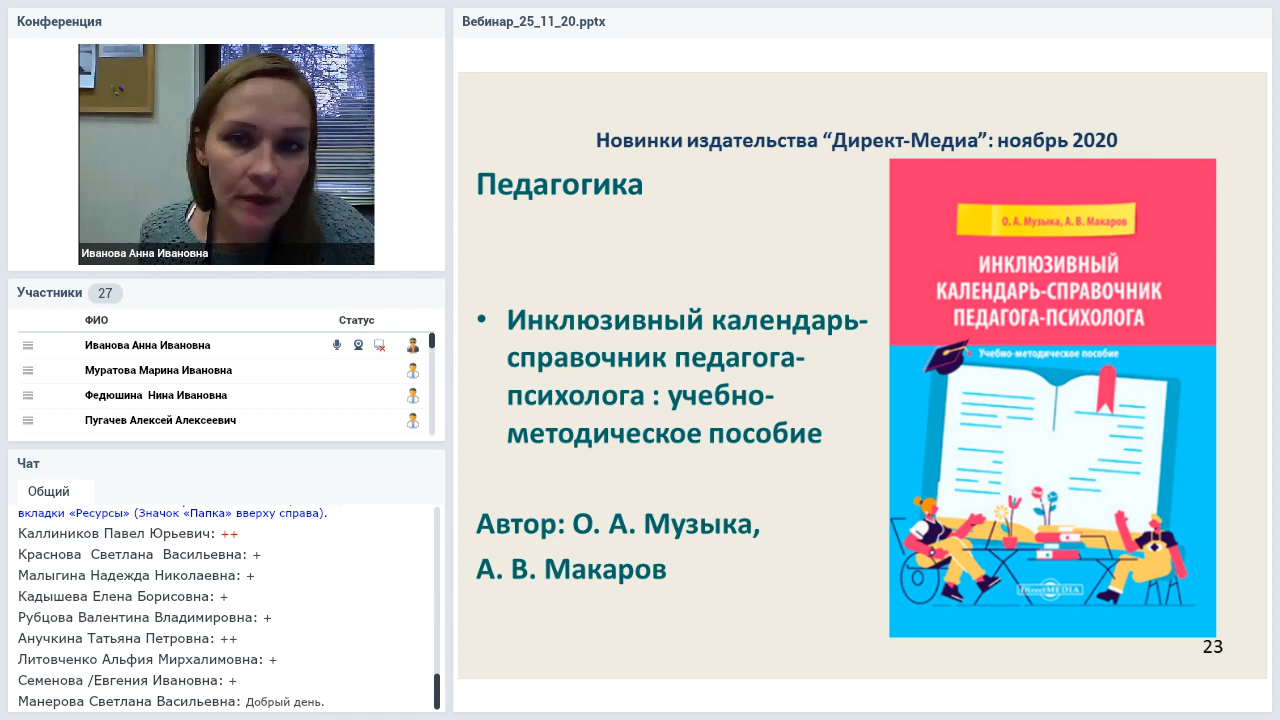 Конференция
Иванова Анна Ивановна
Участники 27
ФИО Статус
Иванова Анна Ивановна
Муратова Марина Ивановна
Федюшина Нина Ивановна
Пугачев Алексей Алексеевич
Чат
Общий
вкладки «Ресурсы» (Значок «Папка» вверху справа).
Каллиников Павел Юрьевич: ++
Краснова Светлана Васильевна: +
Малыгина Надежда Николаевна: +
Кадышева Елена Борисовна: +
Рубцова Валентина Владимировна: +
Анучкина Татьяна Петровна: ++
Литовченко Альфия Мирхалимовна: +
Семенова /Евгения Ивановна: +
Манерова Светлана Васильевна: Добрый день.
Вебинар_25_11_20.pptx
Новинки издательства “Директ-Медиа”: ноябрь 2020
Педагогика
• Инклюзивный календарь-
справочник педагога-
психолога : учебно-
методическое пособие
Автор: О. А. Музыка,
А. В. Макаров
О. А. Музыка, А. В. Макаров
ИНКЛЮЗИВНЫЙ
КАЛЕНДАРЬ-СПРАВОЧНИК
ПЕДАГОГА-ПСИХОЛОГА
Учебно-методическое пособие
DirectMEDIA
23